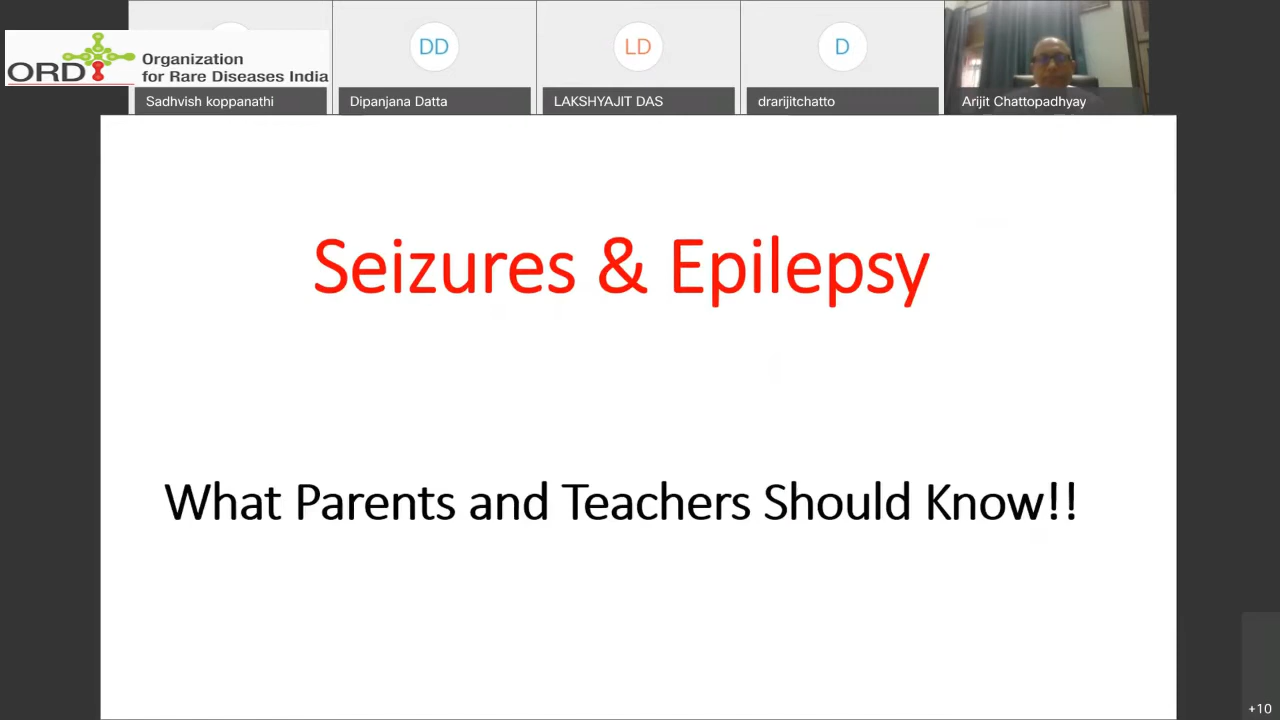 ORDI
Organization
for Rare Diseases India
DD
LD
D
Sadhvish koppanathi
Dipanjana Datta
LAKSHYAJIT DAS
drarijitchatto
Arijit Chattopadhyay
Seizures & Epilepsy
What Parents and Teachers Should Know!!
+10